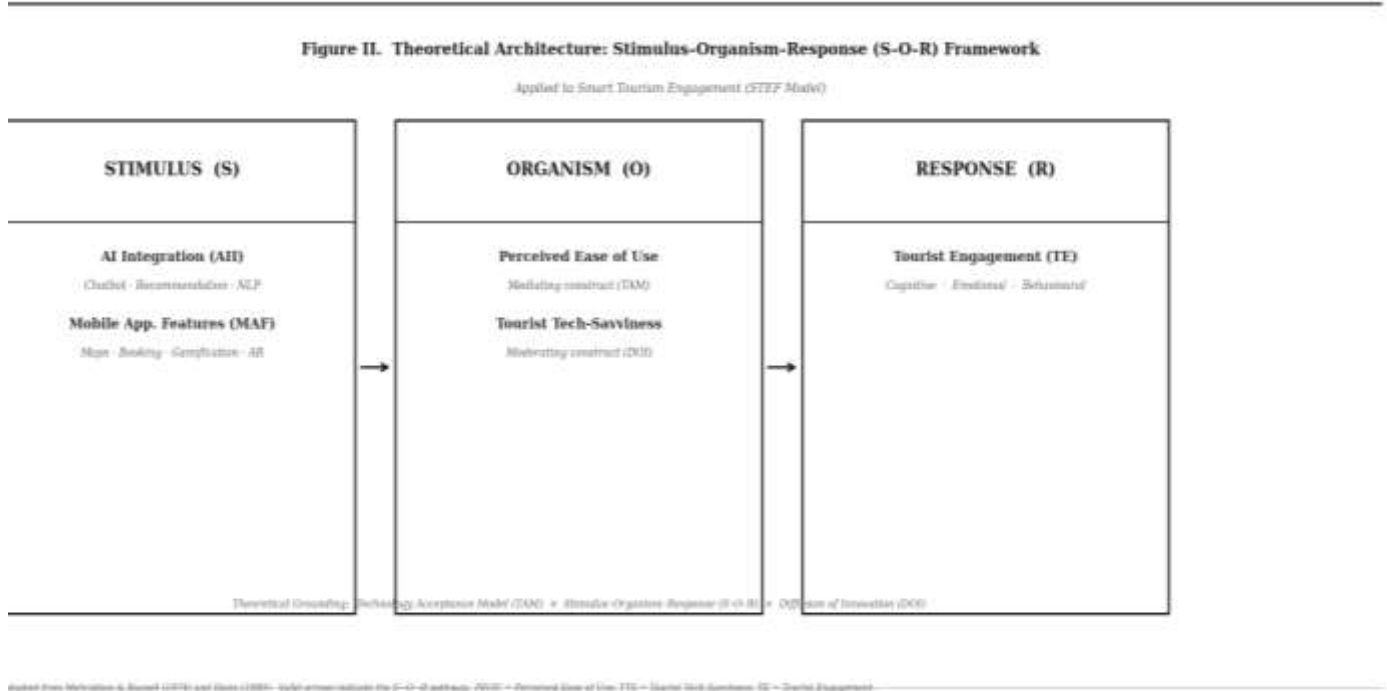 Figure II. Theoretical Architecture: Stimulus-Organism-Response (S-O-R) Framework
Applied to Smart Tourism Engagement (STEF Model)
STIMULUS (S)
AI Integration (AII)
Chatbot · Recommendation · NLP
Mobile App. Features (MAF)
Maps · Booking · Gamification · AR
ORGANISM (O)
Perceived Ease of Use
Mediating construct (TAM)
Tourist Tech-Savviness
Moderating construct (DOI)
RESPONSE (R)
Tourist Engagement (TE)
Cognitive · Emotional · Behavioural
Theoretical Grounding: Technology Acceptance Model (TAM) + Stimulus-Organism-Response (S-O-R) + Diffusion of Innovation (DOI)